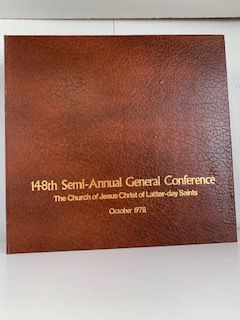 148th Semi-Annual General Conference
The Church of Jesus Christ of Latter-day Saints
October 1978